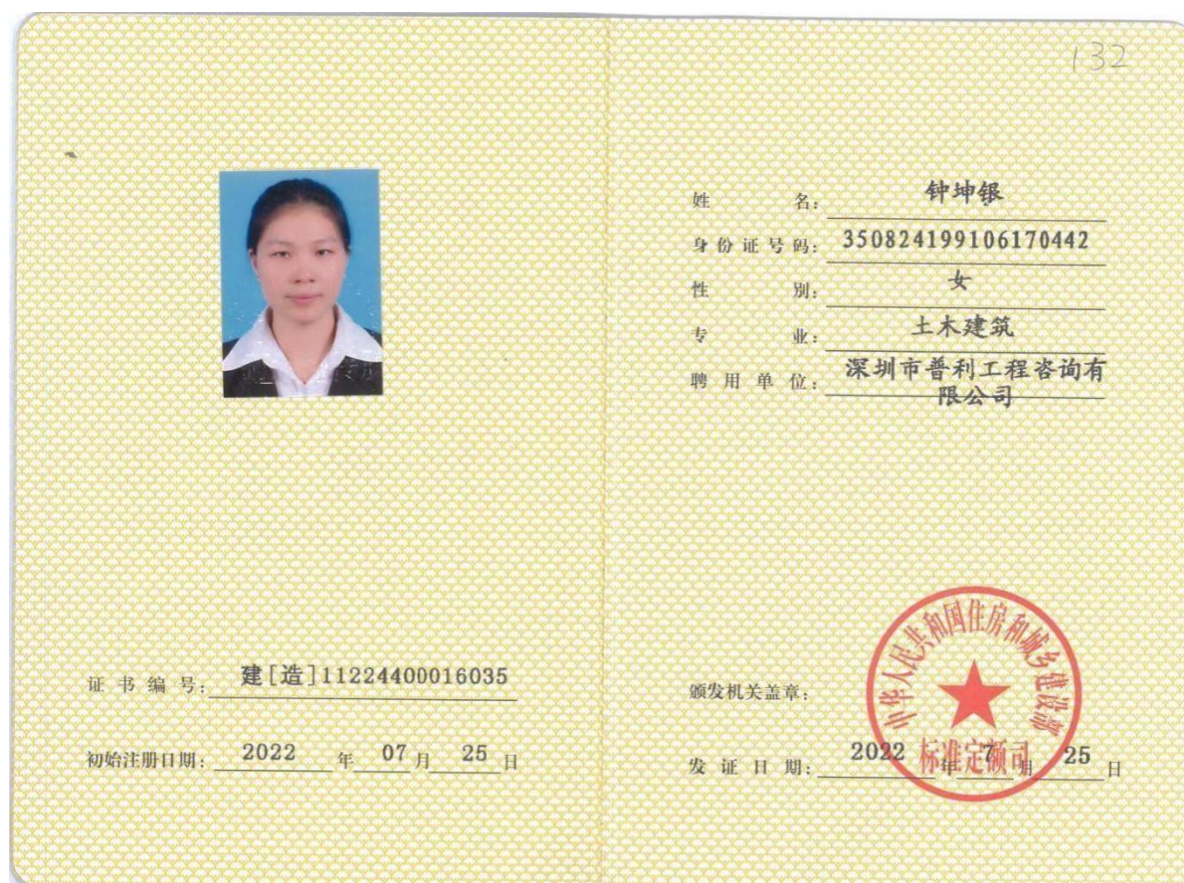 132
姓 名：钟坤银
身份证号码：350824199106170442
性 别：女
专 业：土木建筑
聘用单位：深圳市普利工程咨询有
限公司
证书编号：建[造]11224400016035
初始注册日期：2022 年 07 月 25 日
颁发机关盖章：
中华人民共和国住房和城乡建设部
标准定额司
发证日期：2022 年 7 月 25 日